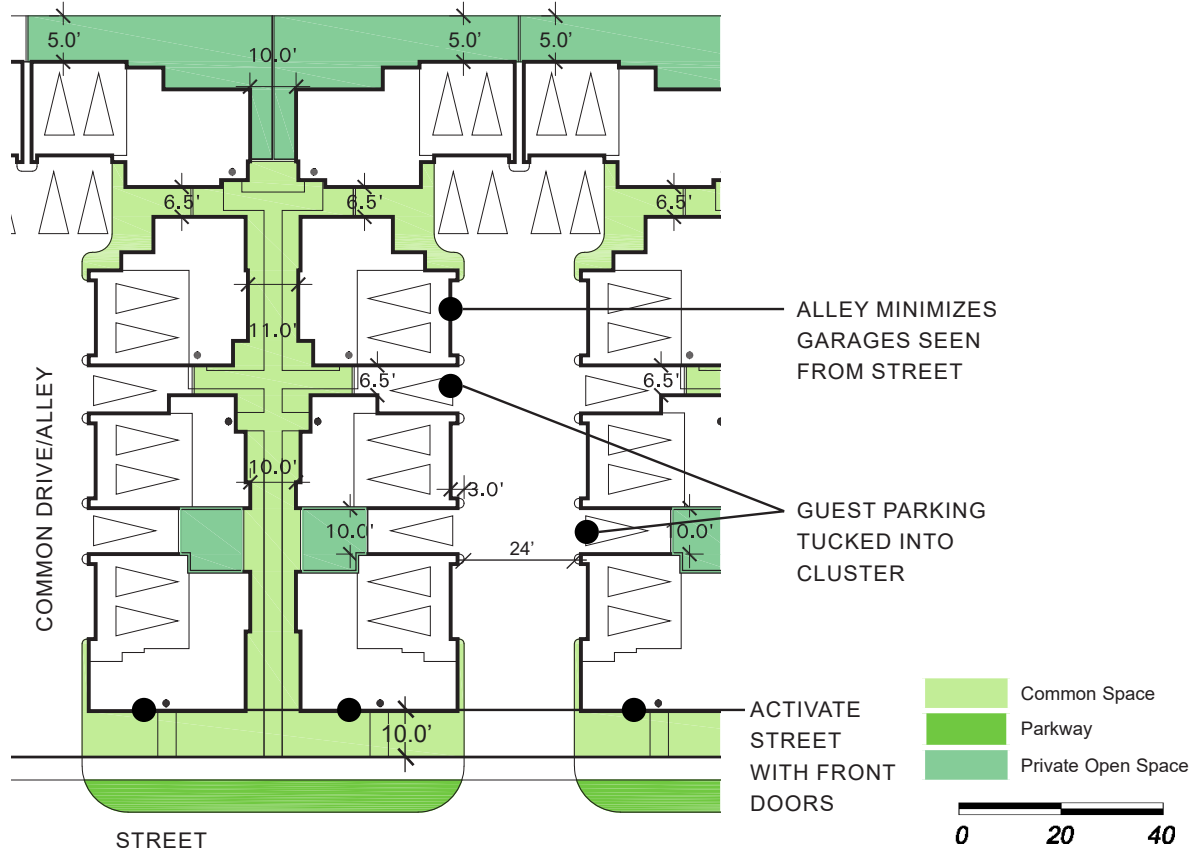 5.0'
5.0'
5.0'
10.0'
6.5'
6.5'
6.5'
11.0'
ALLEY MINIMIZES
GARAGES SEEN
FROM STREET
6.5'
6.5'
COMMON DRIVE/ALLEY
10.0'
3.0'
GUEST PARKING
TUCKED INTO
CLUSTER
10.0'
10.0'
24'
Common Space
Parkway
Private Open Space
ACTIVATE
STREET
WITH FRONT
DOORS
10.0'
0 20 40
STREET